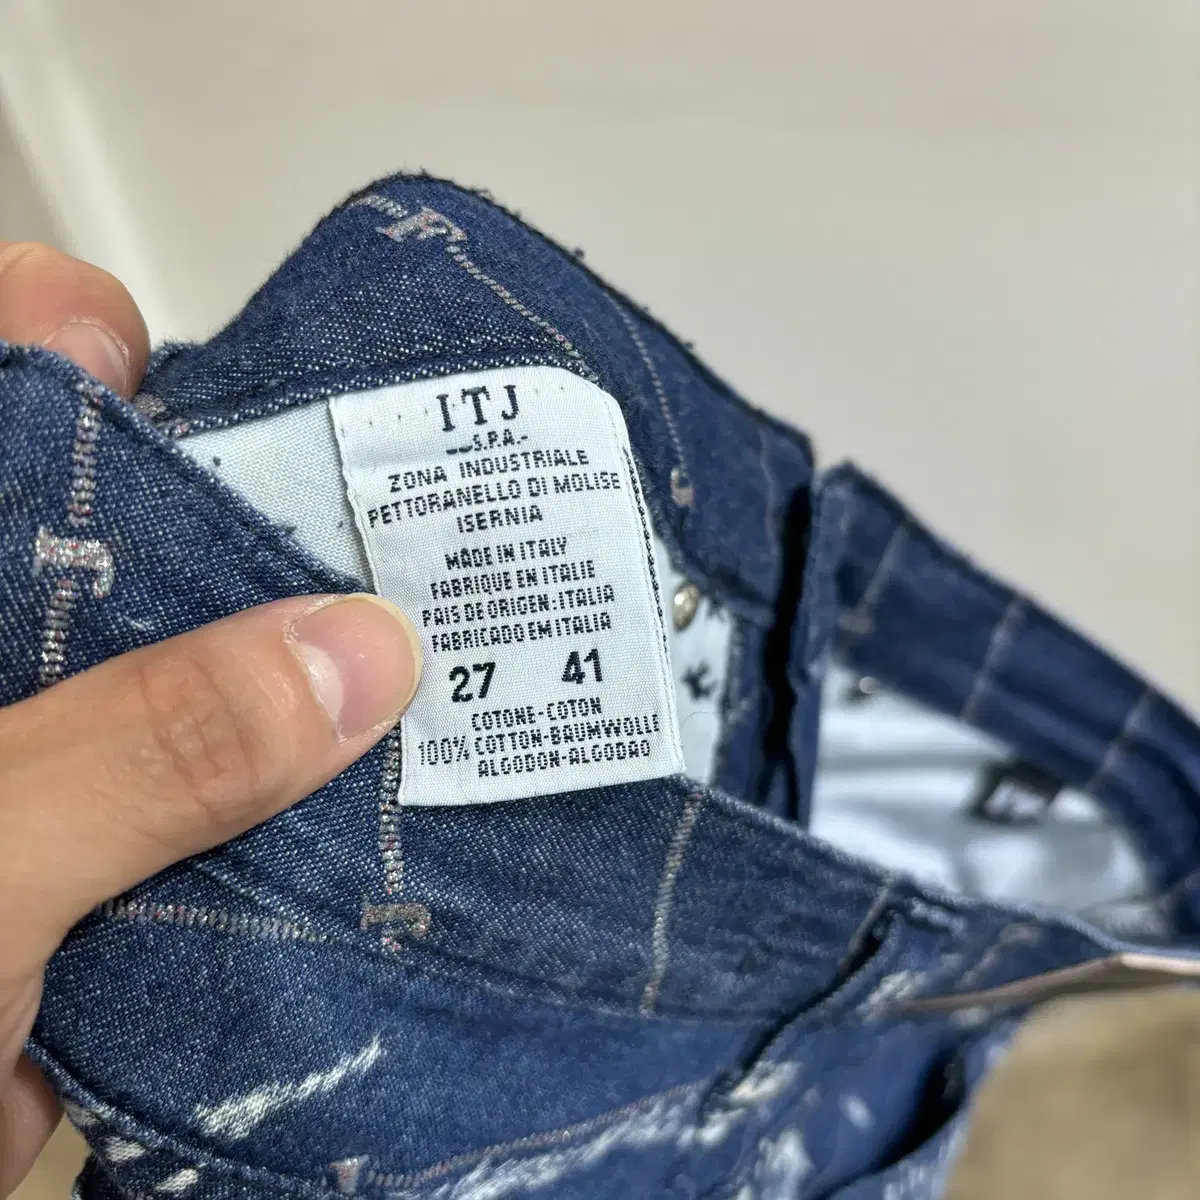 ITJ
S.P.A.-
ZONA INDUSTRIALE
PETTORANELLO DI MOLISE
ISERNIA
MADE IN ITALY
FABRIQUE EN ITALIE
PAIS DE ORIGEN:ITALIA
FABRICADO EM ITALIA
27 41
COTONE-COTON
100% COTTON-BAUMWOLLE
ALGODON-ALGODAO